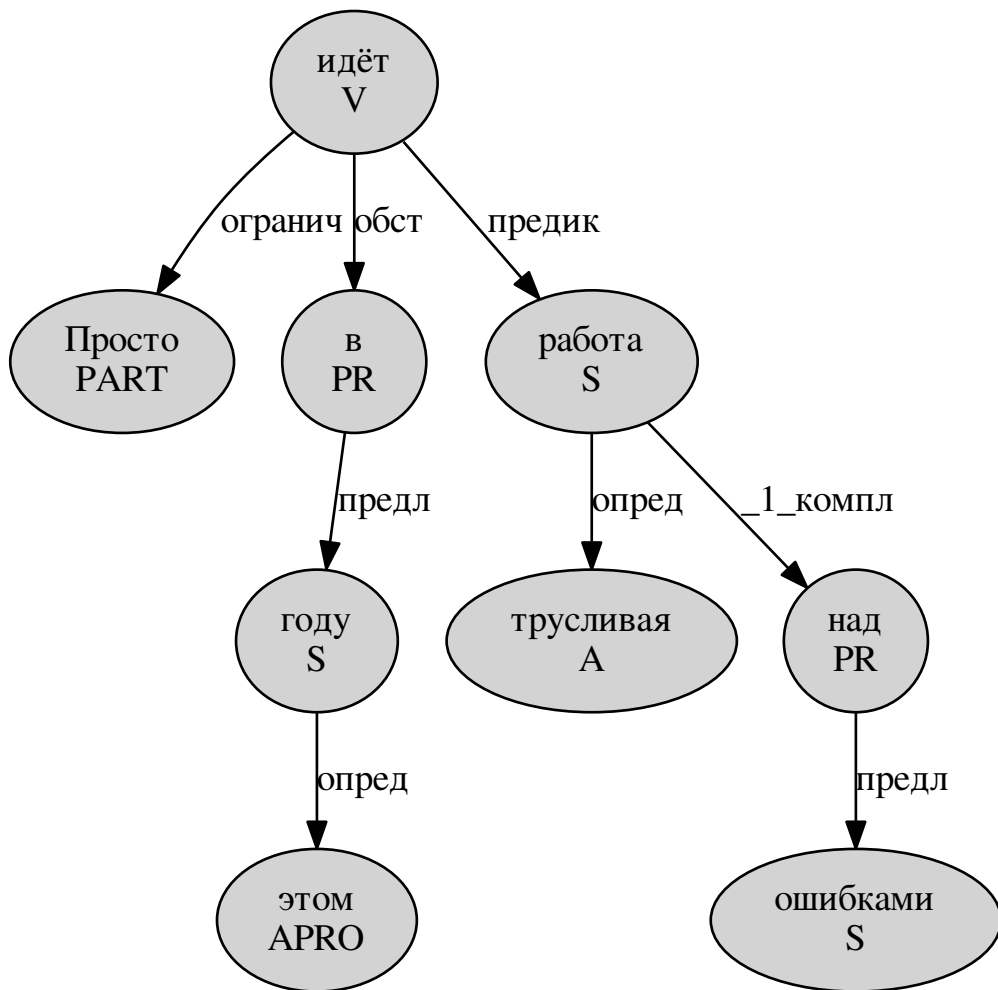 идёт
V
огранич
обст
предик
Просто
PART
в
PR
работа
S
предл
опред
_1_компл
году
S
трусливая
A
над
PR
опред
предл
этом
APRO
ошибками
S